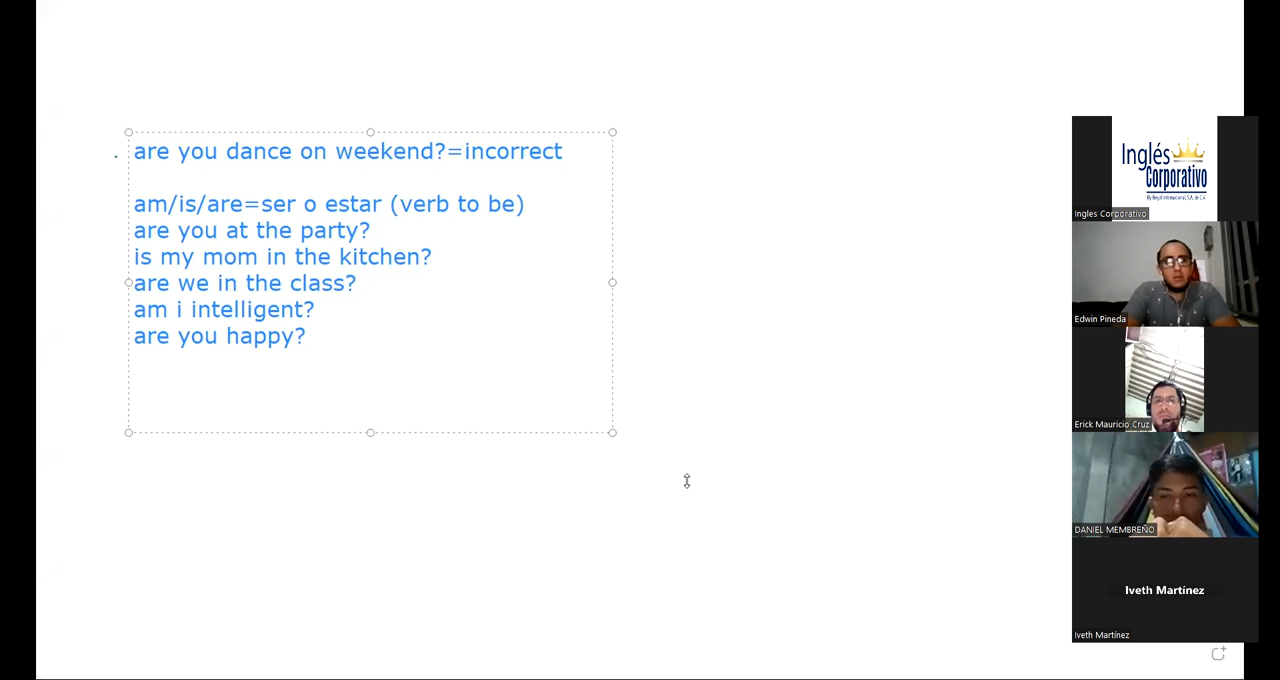 are you dance on weekend?=incorrect
am/is/are=ser o estar (verb to be)
are you at the party?
is my mom in the kitchen?
are we in the class?
am i intelligent?
are you happy?
Inglés
Corporativo
Ingles Corporativo
Edwin Pineda
Erick Mauricio Cruz
DANIEL MEMBREÑO
Iveth Martínez
Iveth Martínez